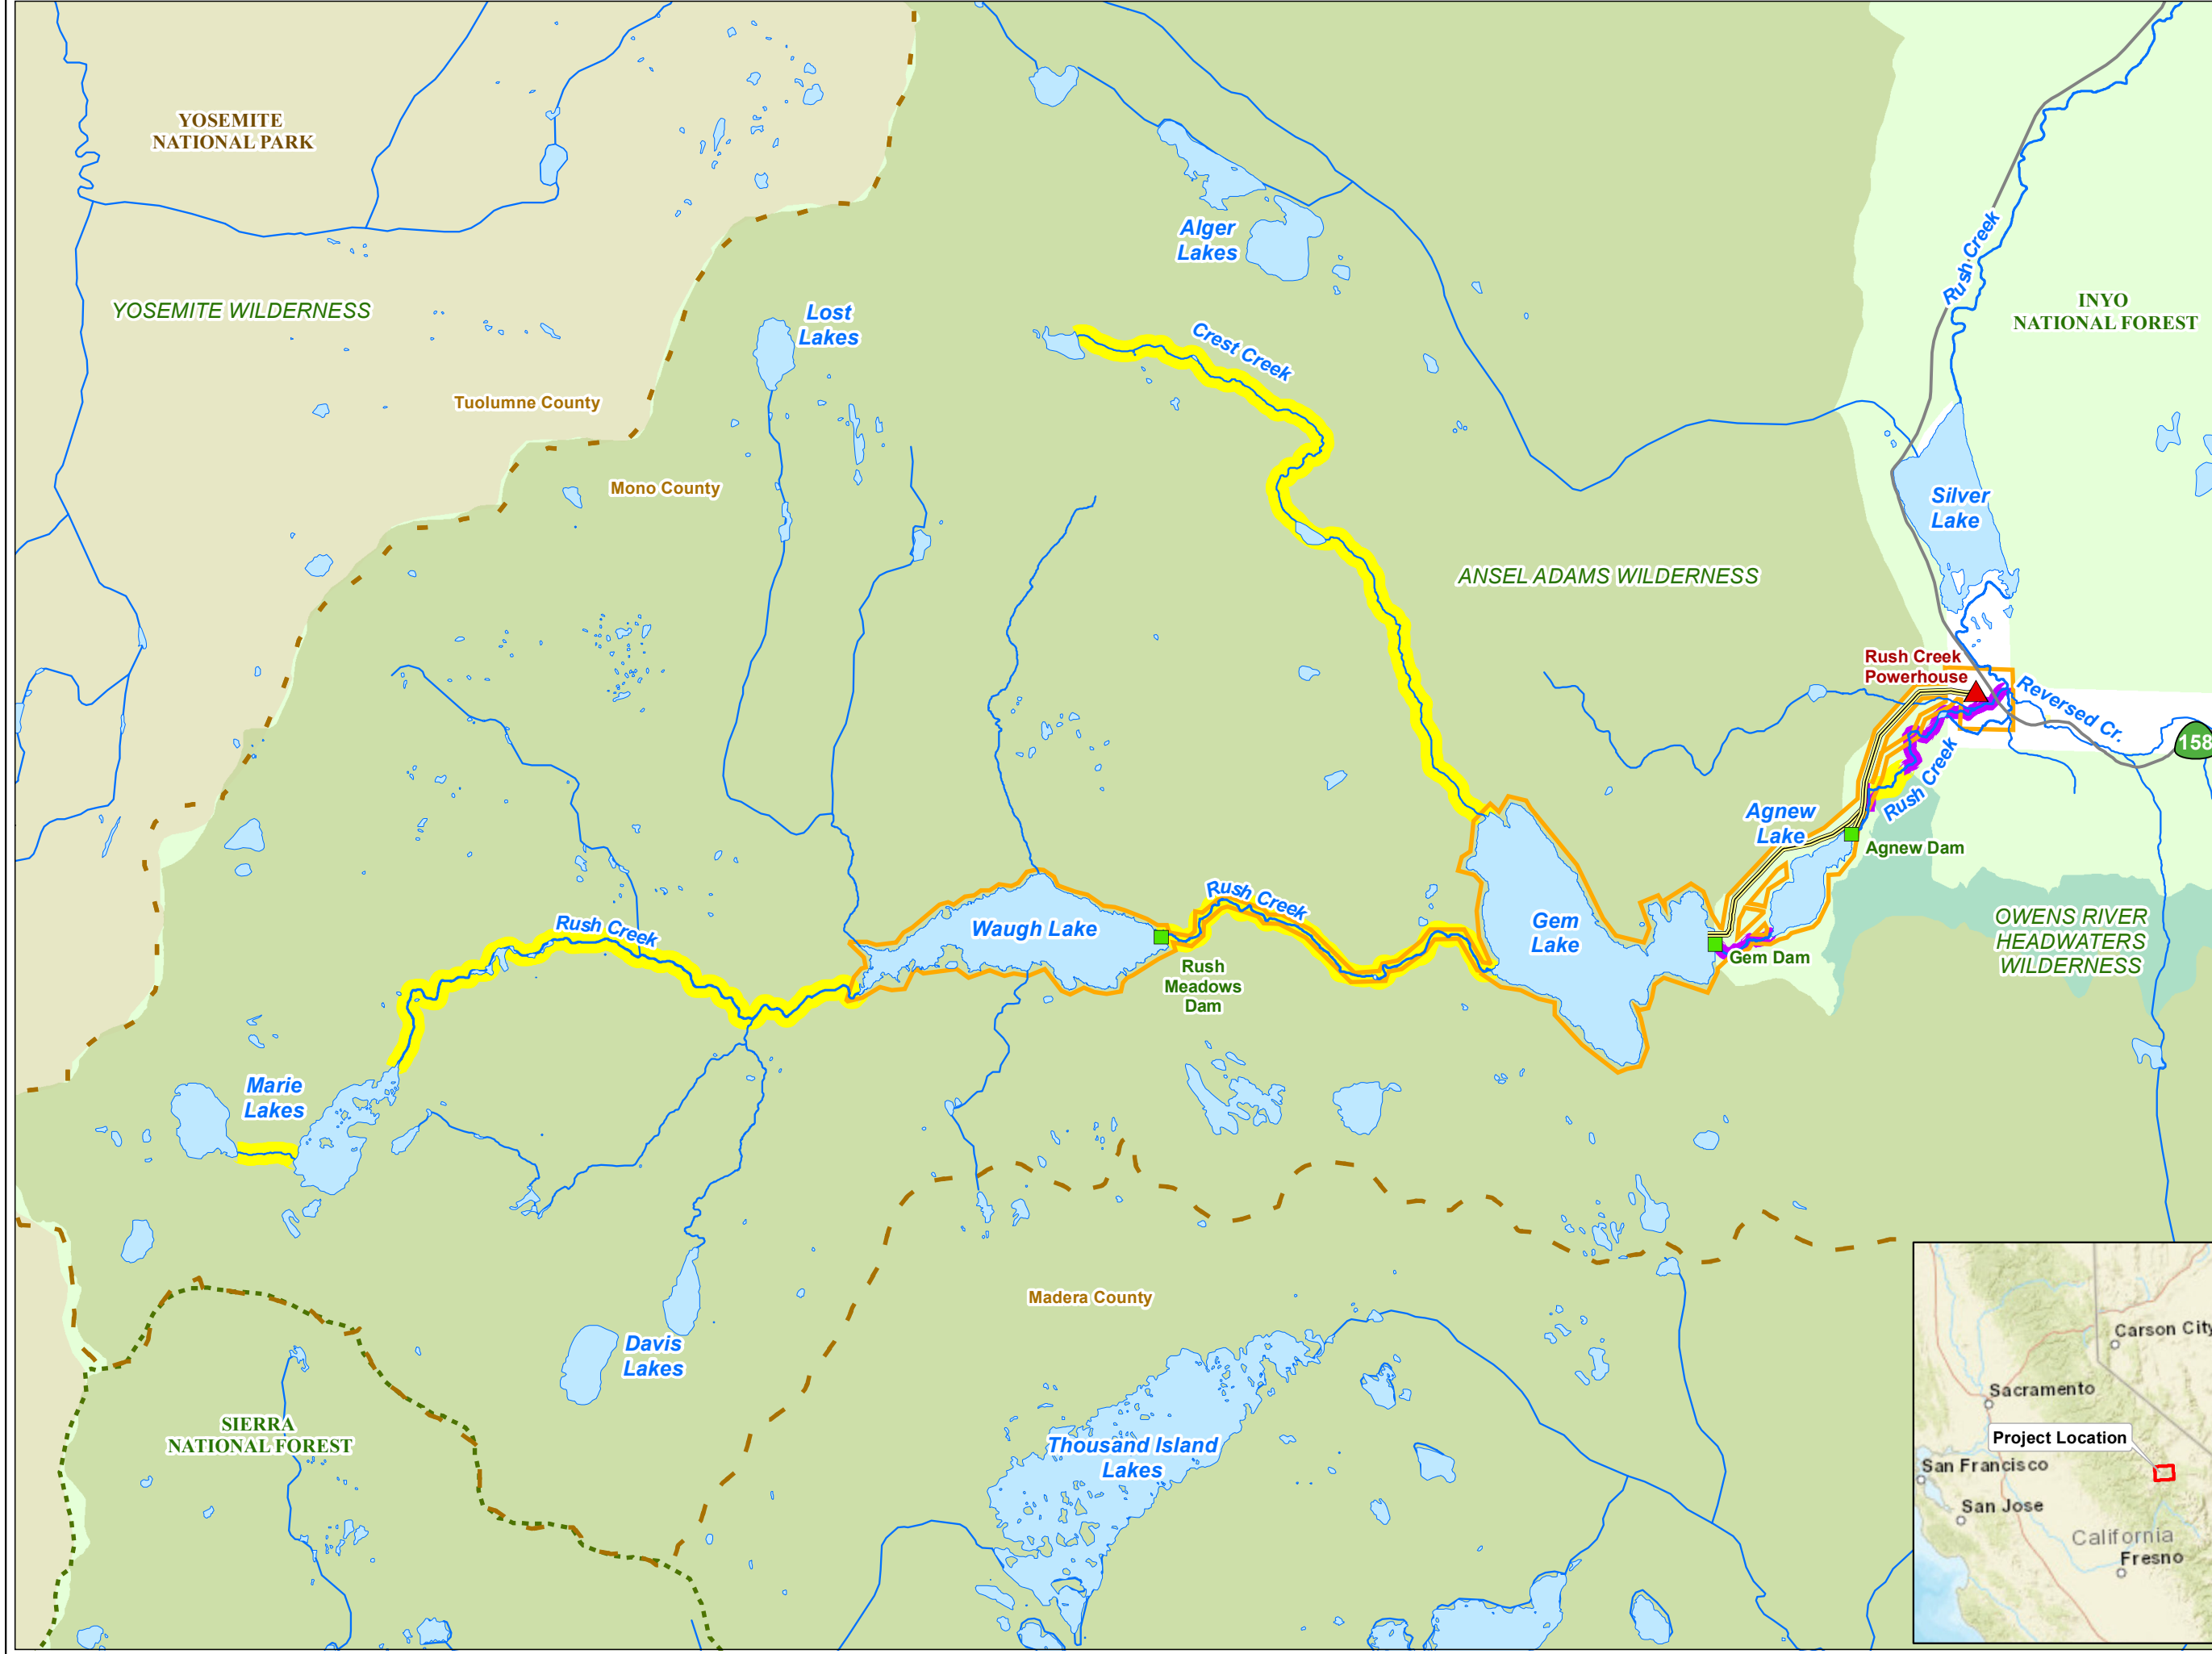 YOSEMITE
NATIONAL PARK
Alger
Lakes
Rush Creek
INYO
NATIONAL FOREST
YOSEMITE WILDERNESS
Lost
Lakes
Crest Creek
Tuolumne County
Mono County
Silver
Lake
ANSEL ADAMS WILDERNESS
Rush Creek
Powerhouse
Reversed Cr.
158
Rush Creek
Agnew
Lake
Agnew Dam
Rush Creek
Waugh Lake
Rush Creek
Gem
Lake
Gem Dam
OWENS RIVER
HEADWATERS
WILDERNESS
Rush
Meadows
Dam
Marie
Lakes
Madera County
Davis
Lakes
SIERRA
NATIONAL FOREST
Thousand Island
Lakes
Carson City
Sacramento
Project Location
San Francisco
San Jose
California
Fresno